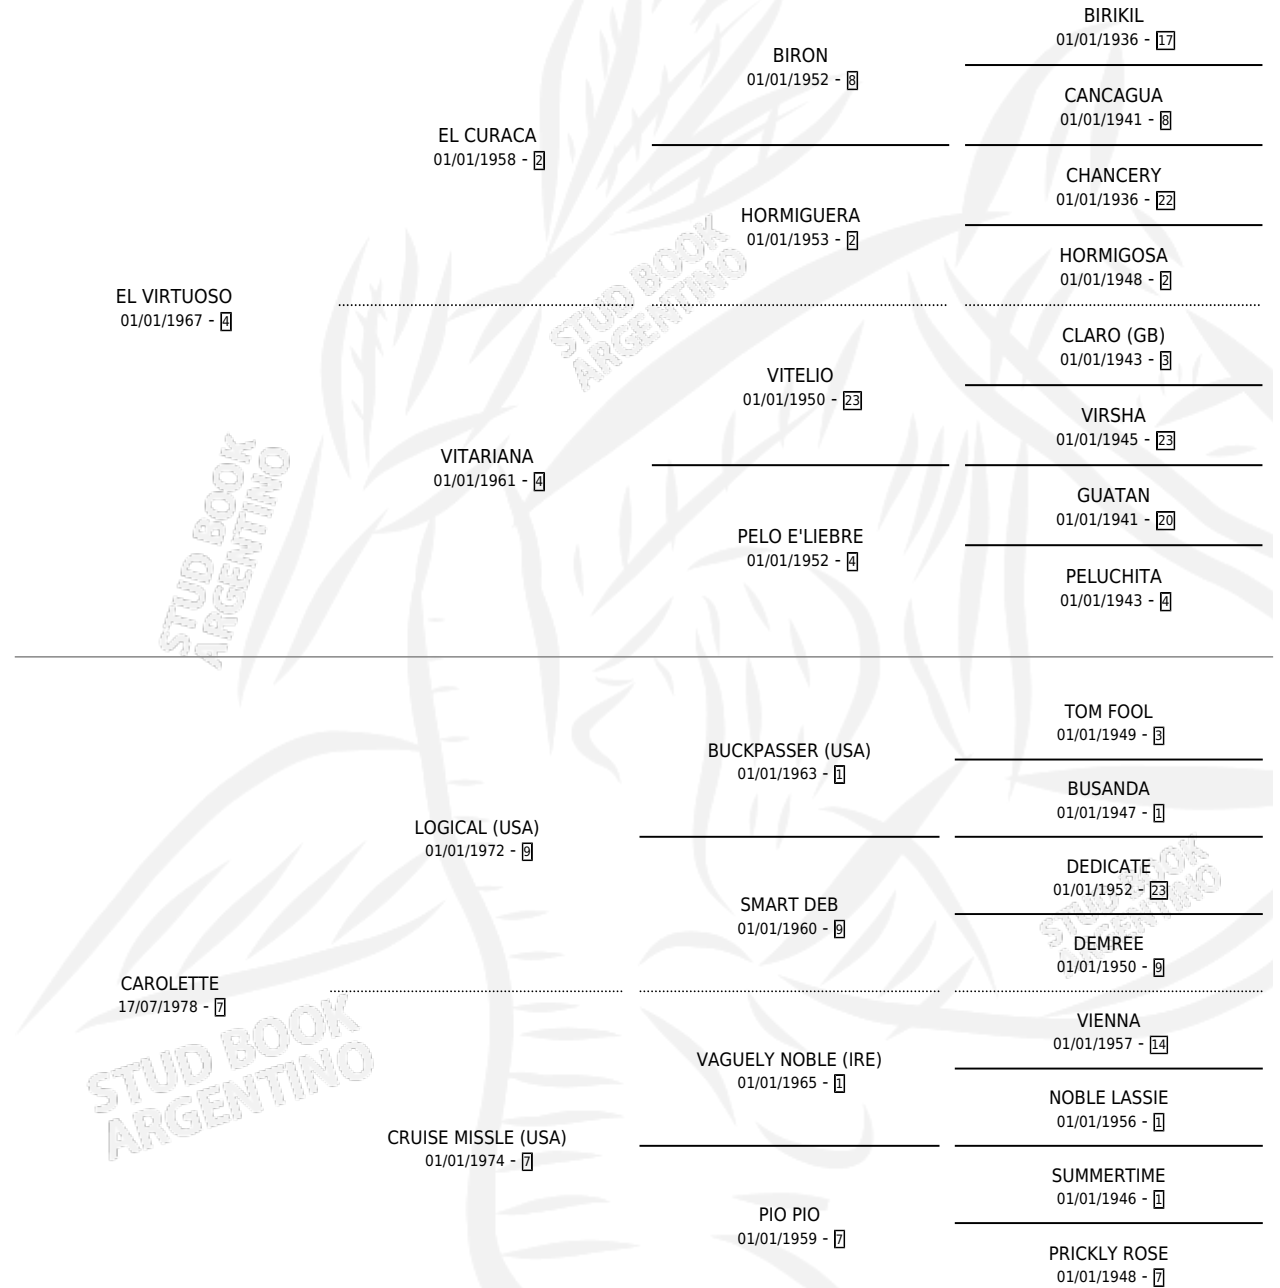 BIRIKIL
01/01/1936 - 17
BIRON
01/01/1952 - 8
CANCAGUA
01/01/1941 - 8
EL CURACA
01/01/1958 - 2
CHANCERY
01/01/1936 - 22
HORMIGUERA
01/01/1953 - 2
HORMIGOSA
01/01/1948 - 2
EL VIRTUOSO
01/01/1967 - 4
STUD BOOK
ARGENTINO
CLARO (GB)
01/01/1943 - 3
VITELIO
01/01/1950 - 23
VIRSHA
01/01/1945 - 23
VITARIANA
01/01/1961 - 4
GUATAN
01/01/1941 - 20
PELO E'LIEBRE
01/01/1952 - 4
PELUCHITA
01/01/1943 - 4
STUD BOOK
ARGENTINO
TOM FOOL
01/01/1949 - 3
BUCKPASSER (USA)
01/01/1963 - 1
BUSANDA
01/01/1947 - 1
LOGICAL (USA)
01/01/1972 - 9
DEDICATE
01/01/1952 - 23
SMART DEB
01/01/1960 - 9
STUD BOOK
ARGENTINO
DEMREE
01/01/1950 - 9
CAROLETTE
17/07/1978 - 7
VIENNA
01/01/1957 - 14
VAGUELY NOBLE (IRE)
01/01/1965 - 1
STUD BOOK
ARGENTINO
NOBLE LASSIE
01/01/1956 - 1
CRUISE MISSLE (USA)
01/01/1974 - 7
SUMMERTIME
01/01/1946 - 1
PIO PIO
01/01/1959 - 7
PRICKLY ROSE
01/01/1948 - 7